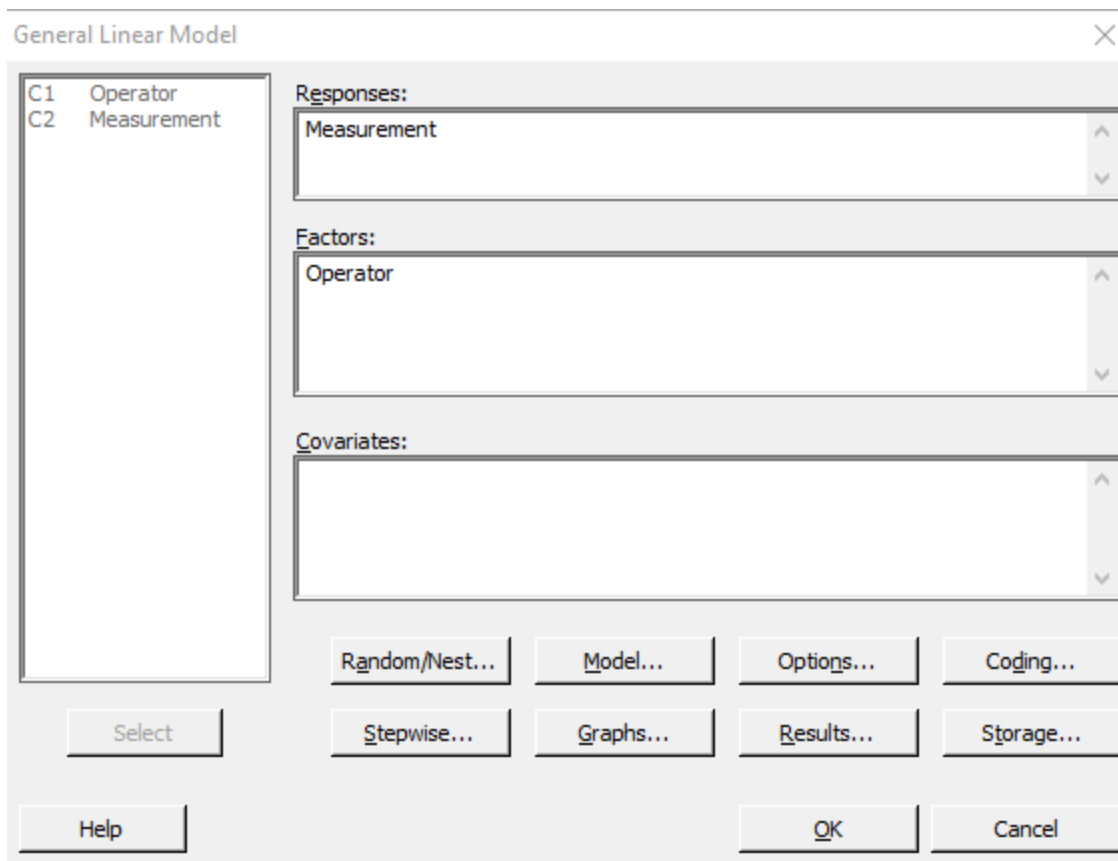 General Linear Model
C1 Operator
C2 Measurement
Responses:
Measurement
Factors:
Operator
Covariates:
Random/Nest...
Model...
Options...
Coding...
Select
Stepwise...
Graphs...
Results...
Storage...
Help
OK
Cancel